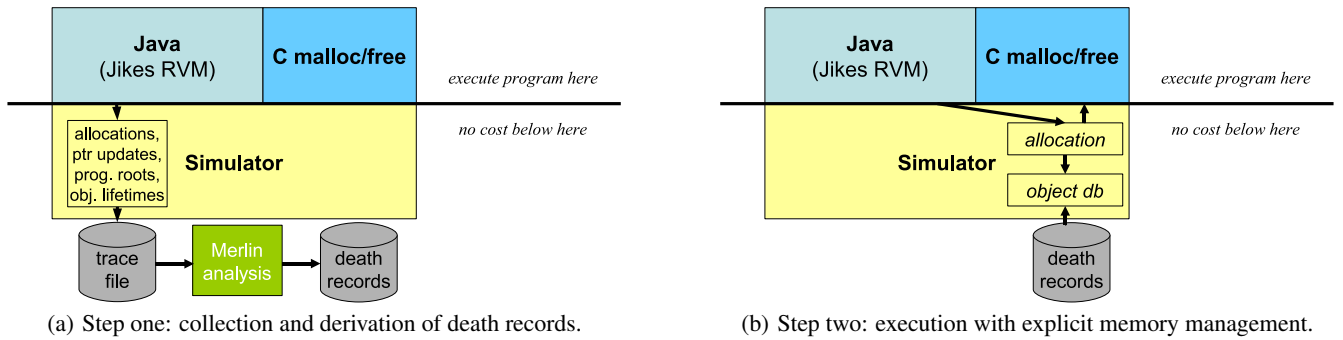 Java
(Jikes RVM)
C malloc/free
execute program here
no cost below here
allocations,
ptr updates,
prog. roots,
obj. lifetimes
Simulator
trace
file
Merlin
analysis
death
records
(a) Step one: collection and derivation of death records.
Java
(Jikes RVM)
C malloc/free
execute program here
no cost below here
allocation
Simulator
object db
death
records
(b) Step two: execution with explicit memory management.